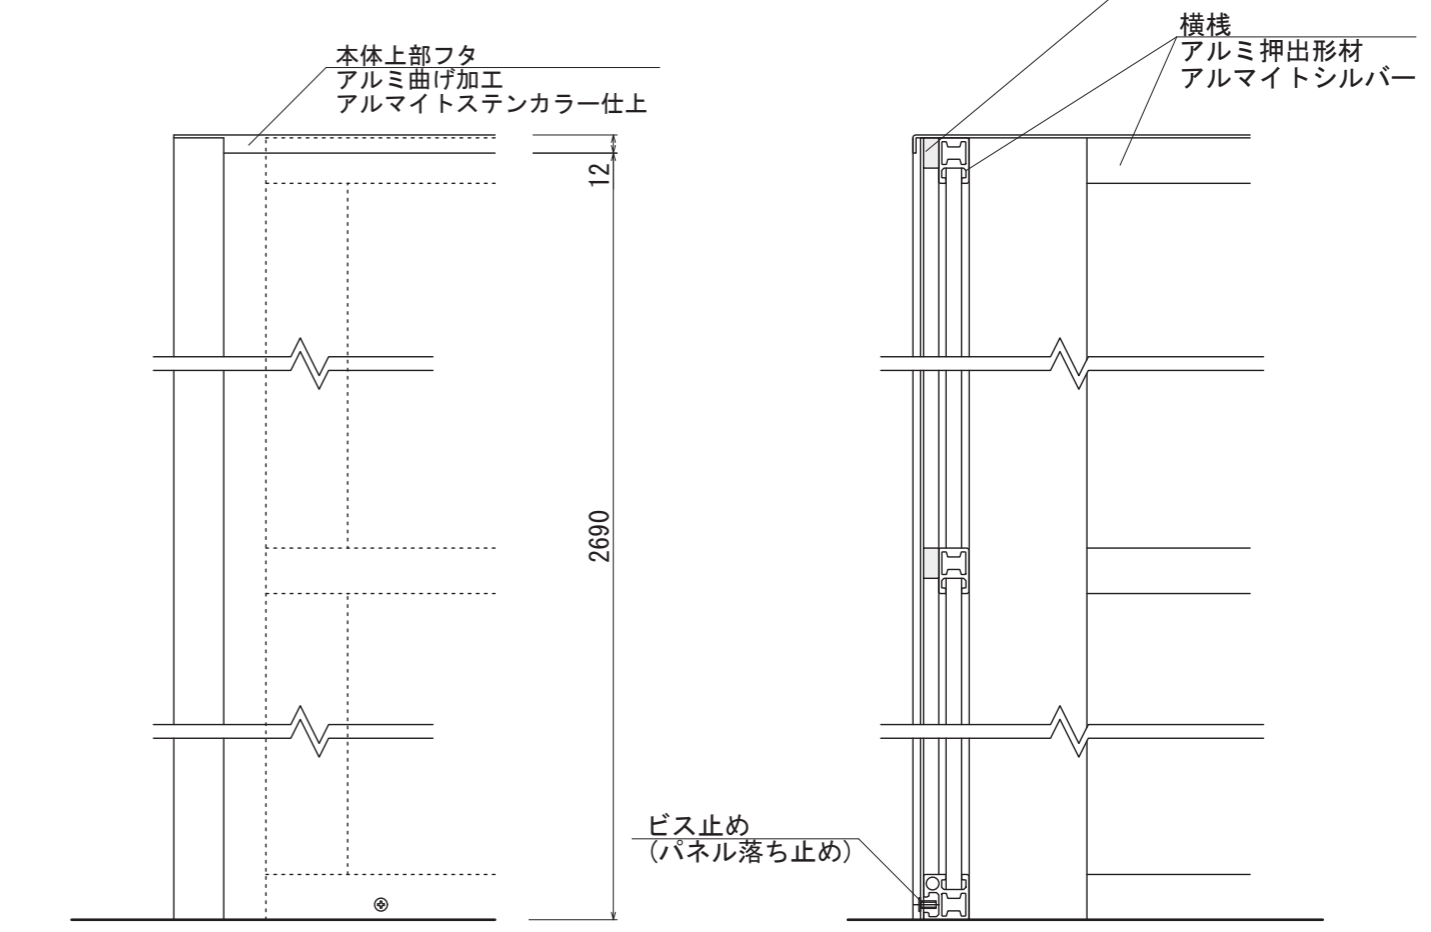 本体上部フタ
アルミ曲げ加工
アルマイトステンカラー仕上
横桟
アルミ押出形材
アルマイトシルバー
12
2690
ビス止め
(パネル落ち止め)